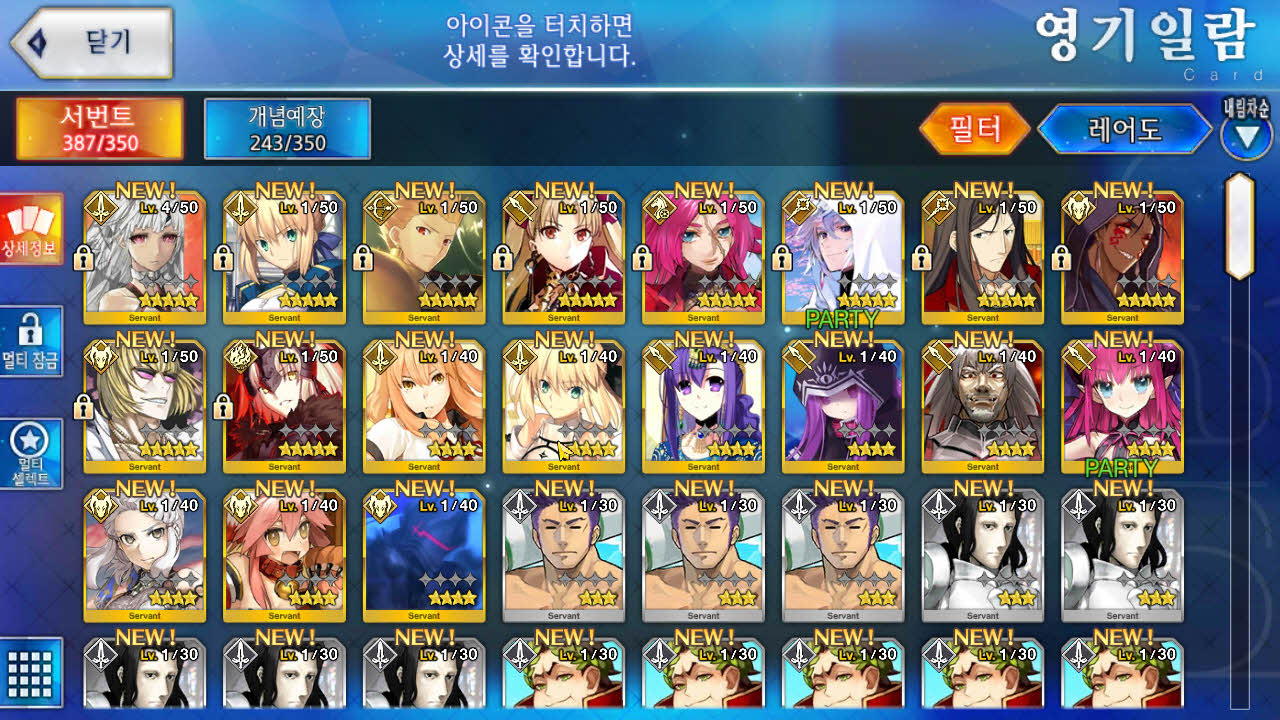 닫기
아이콘을 터치하면
상세를 확인합니다.
영기일람
Card
서번트
387/350
개념예장
243/350
필터
레어도
내림차순
상세정보
멀티 잠금
멀티
셀렉트
NEW! NEW! NEW! NEW! NEW! NEW! NEW! NEW!
Lv. 4/50 Lv. 1/50 Lv. 1/50 Lv. 1/50 Lv. 1/50 Lv. 1/50 Lv. 1/50 Lv. 1/50
Servant Servant Servant Servant Servant Servant Servant
PARTY
NEW! NEW! NEW! NEW! NEW! NEW! NEW! NEW!
Lv. 1/50 Lv. 1/50 Lv. 1/40 Lv. 1/40 Lv. 1/40 Lv. 1/40 Lv. 1/40 Lv. 1/40
Servant Servant Servant Servant Servant Servant Servant
PARTY
NEW! NEW! NEW! NEW! NEW! NEW! NEW! NEW!
Lv. 1/40 Lv. 1/40 Lv. 1/40 Lv. 1/30 Lv. 1/30 Lv. 1/30 Lv. 1/30 Lv. 1/30
Servant Servant Servant Servant Servant Servant Servant Servant
NEW! NEW! NEW! NEW! NEW! NEW! NEW! NEW!
Lv. 1/30 Lv. 1/30 Lv. 1/30 Lv. 1/30 Lv. 1/30 Lv. 1/30 Lv. 1/30 Lv. 1/30